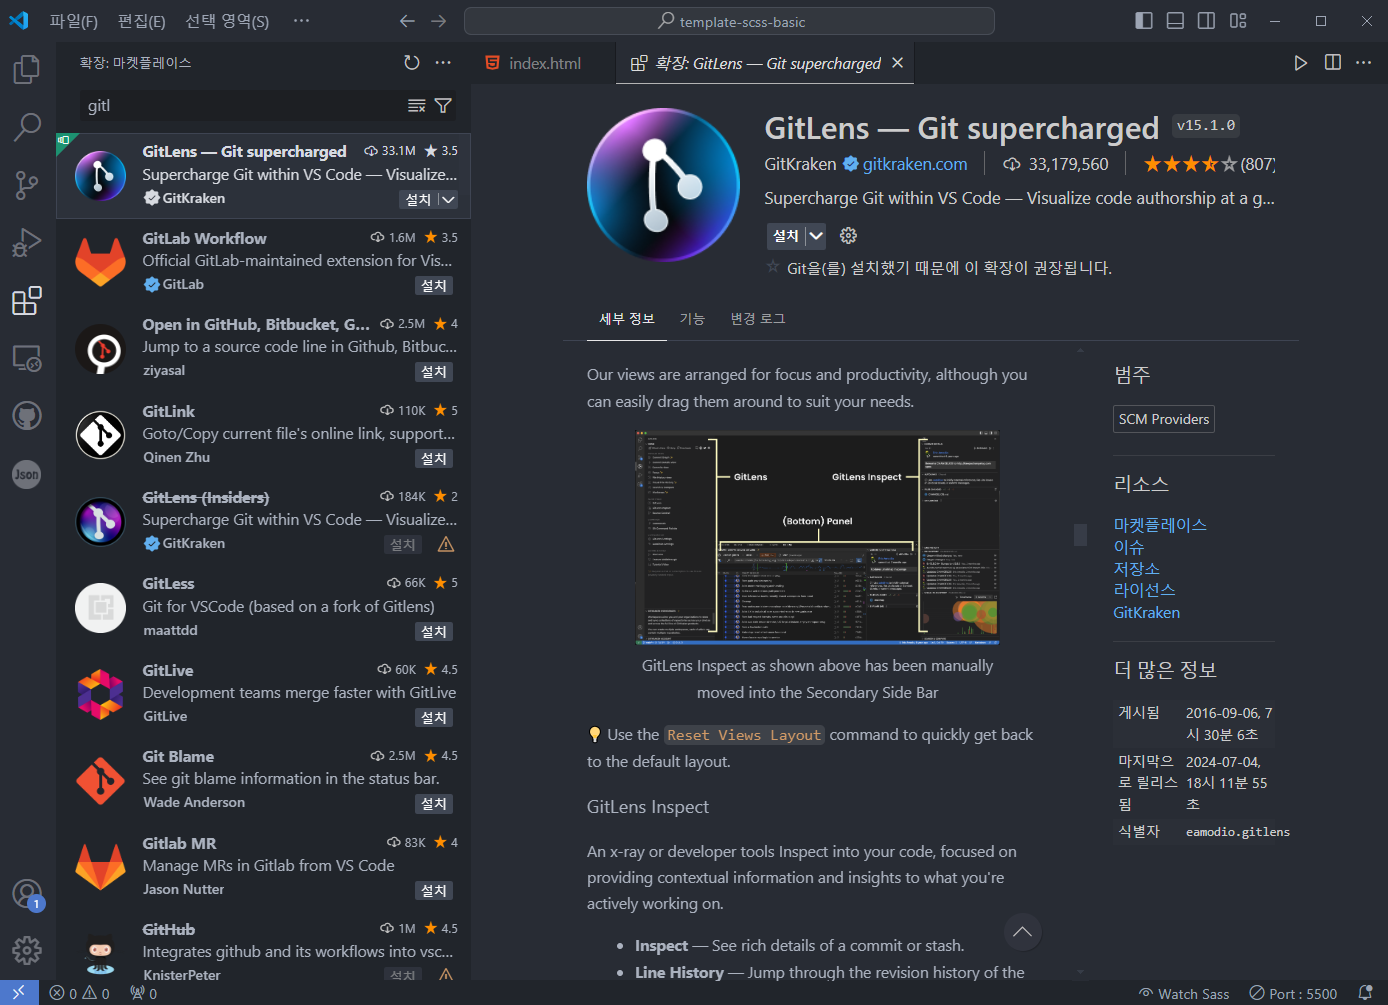 파일(F) 편집(E) 선택 영역(S) ···
template-scss-basic
확장: 마켓플레이스
gitl
GitLens — Git supercharged 33.1M 3.5
Supercharge Git within VS Code — Visualize...
GitKraken 설치
GitLab Workflow 1.6M 3.5
Official GitLab-maintained extension for Vis...
GitLab 설치
Open in GitHub, Bitbucket, G... 2.5M 4
Jump to a source code line in Github, Bitbuc...
ziyasal 설치
GitLink 110K 5
Goto/Copy current file's online link, support...
Qinen Zhu 설치
GitLens (Insiders) 184K 2
Supercharge Git within VS Code — Visualize...
GitKraken 설치
GitLess 66K 5
Git for VSCode (based on a fork of Gitlens)
maattdd 설치
GitLive 60K 4.5
Development teams merge faster with GitLive
GitLive 설치
Git Blame 2.5M 4.5
See git blame information in the status bar.
Wade Anderson 설치
Gitlab MR 83K 4
Manage MRs in Gitlab from VS Code
Jason Nutter 설치
GitHub 1M 4.5
Integrates github and its workflows into vsc...
KnisterPeter 설치
Json
1
index.html
확장: GitLens — Git supercharged
GitLens — Git supercharged v15.1.0
GitKraken gitkraken.com 33,179,560 (807)
Supercharge Git within VS Code — Visualize code authorship at a g...
설치
Git을(를) 설치했기 때문에 이 확장이 권장됩니다.
세부 정보 기능 변경 로그
Our views are arranged for focus and productivity, although you
can easily drag them around to suit your needs.
GitLens
GitLens Inspect
(Bottom) Panel
GitLens Inspect as shown above has been manually
moved into the Secondary Side Bar
Use the Reset Views Layout command to quickly get back
to the default layout.
GitLens Inspect
An x-ray or developer tools Inspect into your code, focused on
providing contextual information and insights to what you're
actively working on.
• Inspect — See rich details of a commit or stash.
• Line History — Jump through the revision history of the
범주
SCM Providers
리소스
마켓플레이스
이슈
저장소
라이선스
GitKraken
더 많은 정보
게시됨 2016-09-06, 7
시 30분 6초
마지막으 2024-07-04,
로 릴리스 18시 11분 55
됨 초
식별자 eamodio.gitlens
0 0 0
Watch Sass Port : 5500